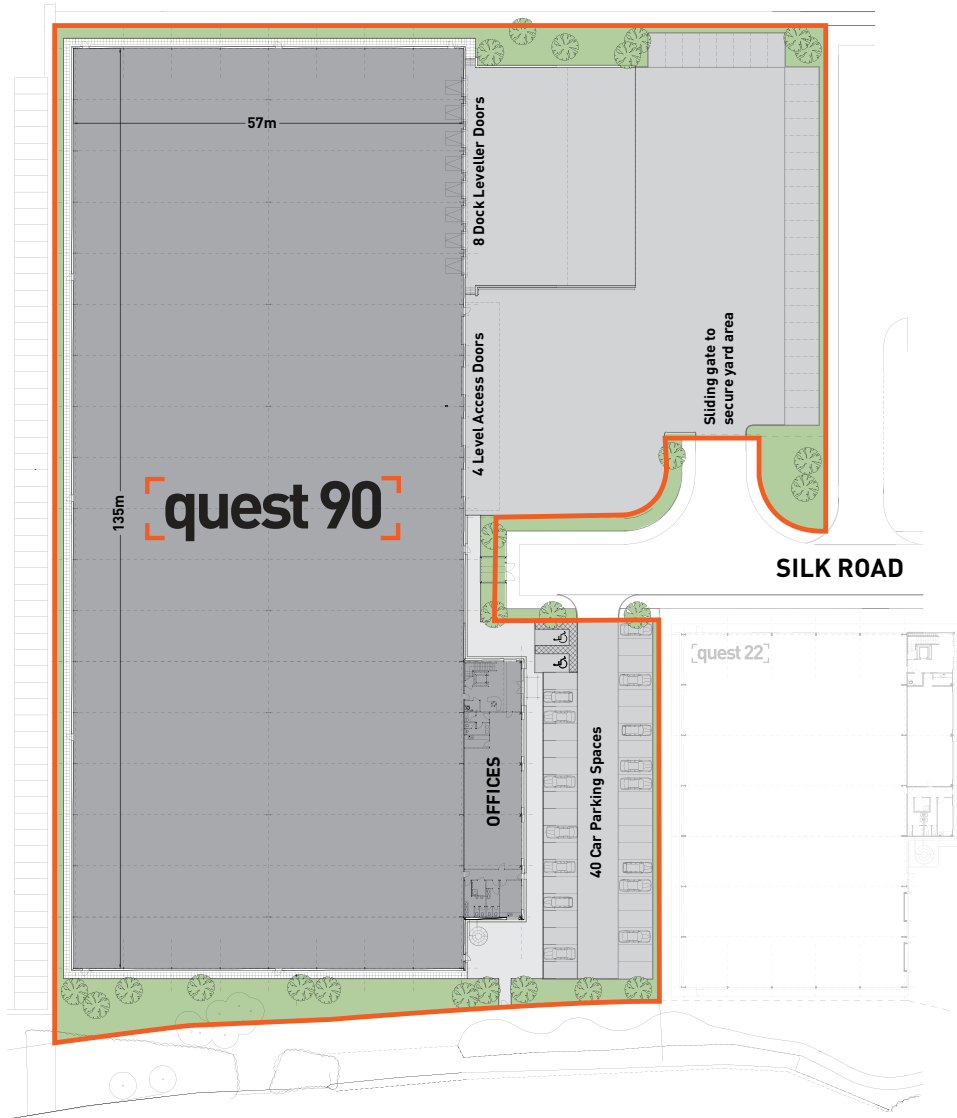 57m
8 Dock Leveller Doors
4 Level Access Doors
Sliding gate to
secure yard area
135m
[quest 90]
SILK ROAD
[quest 22]
OFFICES
40 Car Parking Spaces